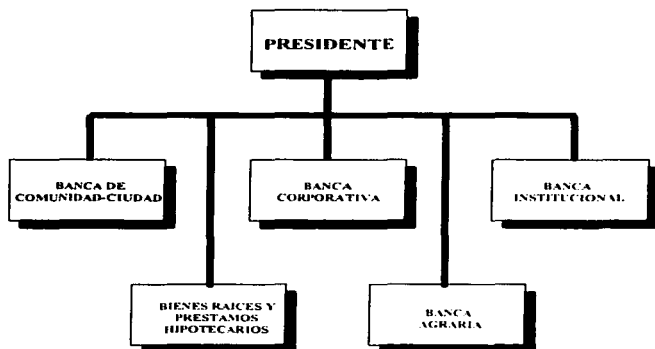 PRESIDENTE
BANCA DE
COMUNIDAD-CIUDAD
BANCA
CORPORATIVA
BANCA
INSTITUCIONAL
BIENES RAICES Y
PRESTAMOS
HIPOTECARIOS
BANCA
AGRARIA